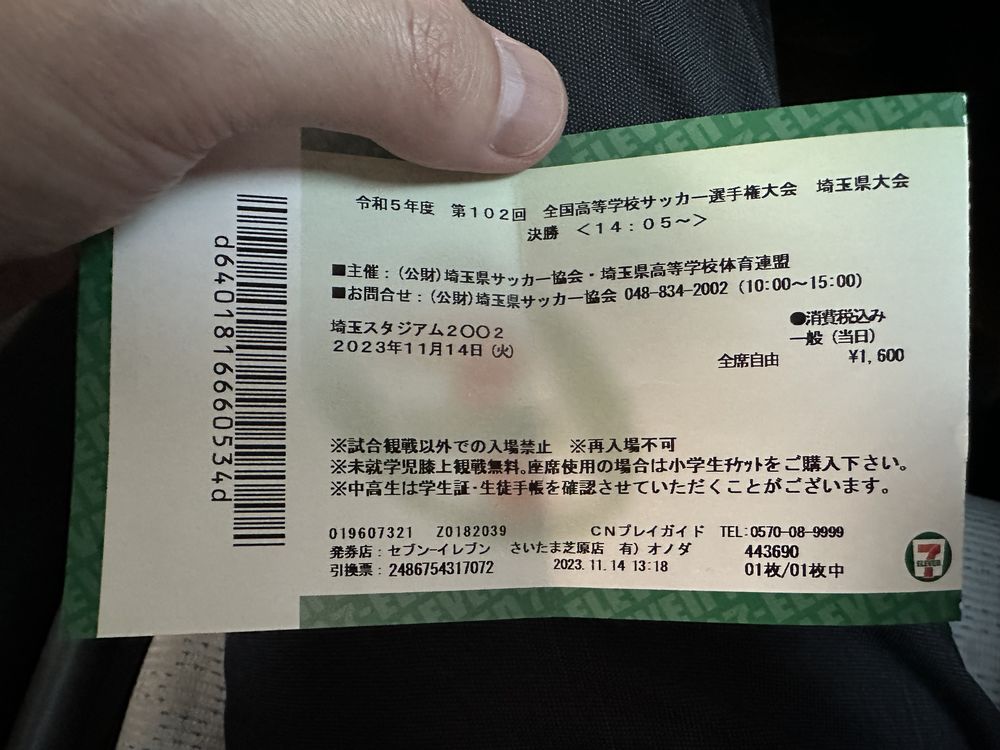 令和5年度 第102回 全国高等学校サッカー選手権大会 埼玉県大会
決勝 <14:05~>
■主催:(公財)埼玉県サッカー協会・埼玉県高等学校体育連盟
■お問合せ:(公財)埼玉県サッカー協会 048-834-2002 (10:00~15:00)
埼玉スタジアム2○○2
2023年11月14日(火)
●消費税込み
一般(当日)
全席自由 ¥1,600
※試合観戦以外での入場禁止 ※再入場不可
※未就学児膝上観戦無料。座席使用の場合は小学生チケットをご購入下さい。
※中高生は学生証・生徒手帳を確認させていただくことがございます。
019607321 Z0182039 CNプレイガイド TEL:0570-08-9999
発券店:セブン-イレブン さいたま芝原店 有)オノダ 443690
引換票:2486754317072 2023.11.14 13:18 01枚/01枚中
7 ELEVEN
d6401816660534d
7-ELEVEN